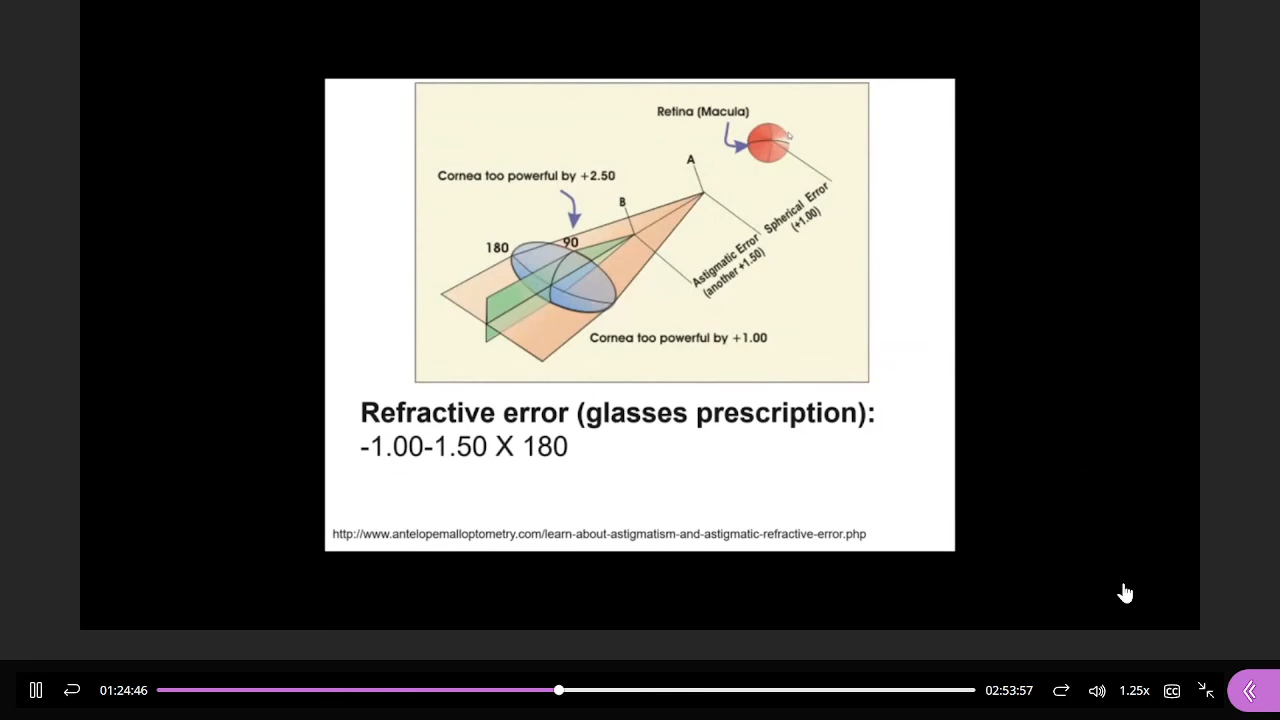 Retina (Macula)
A
Cornea too powerful by +2.50
B
180
90
Spherical Error
(+1.00)
Astigmatic Error
(another +1.50)
Cornea too powerful by +1.00
Refractive error (glasses prescription):
-1.00-1.50 X 180
http://www.antelopemalloptometry.com/learn-about-astigmatism-and-astigmatic-refractive-error.php
01:24:46
02:53:57
1.25x
CC